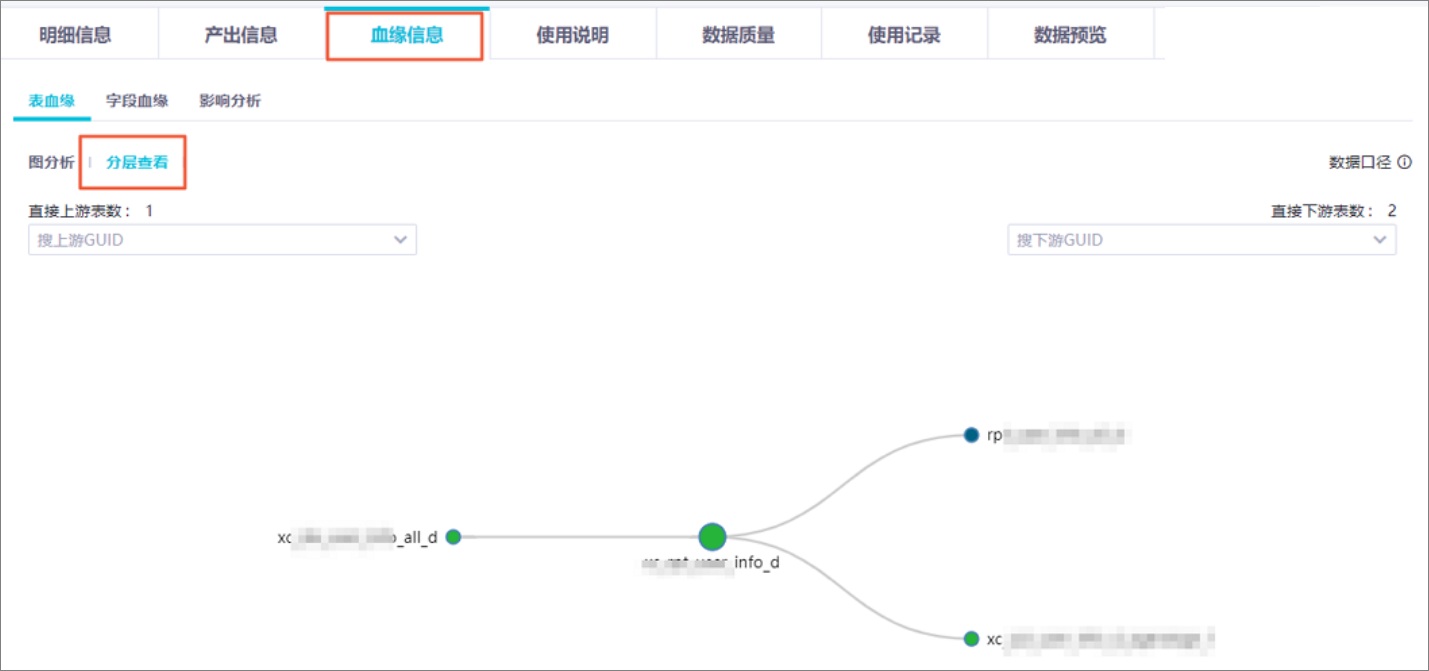 明细信息 产出信息 血缘信息 使用说明 数据质量 使用记录 数据预览
表血缘 字段血缘 影响分析
图分析 | 分层查看 数据口径
直接上游表数： 1 直接下游表数： 2
搜上游GUID 搜下游GUID
rp
xc _all_d
info_d
xc